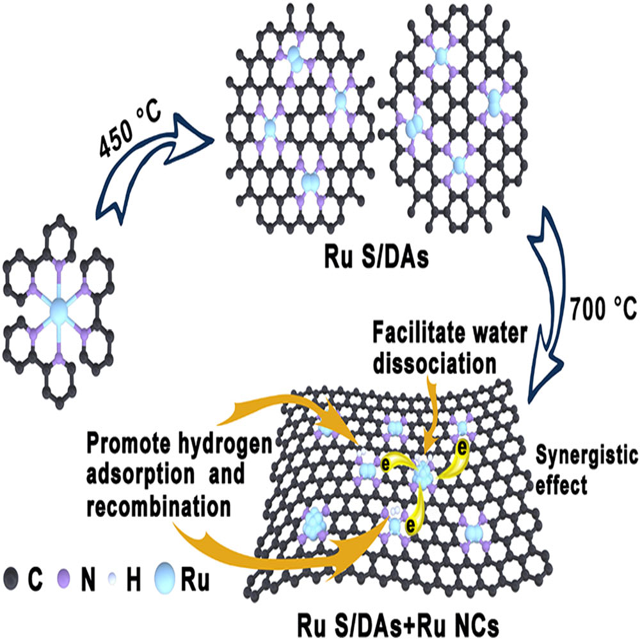 450 °C
Ru S/DAs
700 °C
Facilitate water
dissociation
Promote hydrogen
adsorption and
recombination
e
e
e
Synergistic
effect
C N H Ru
Ru S/DAs+Ru NCs